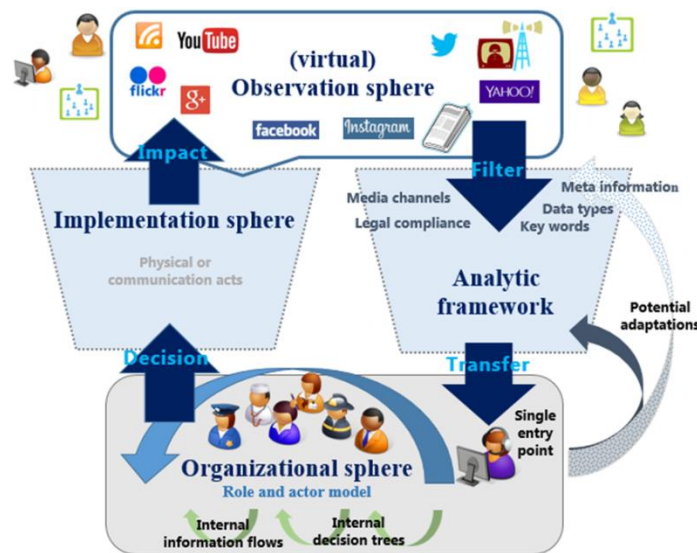 YouTube
(virtual)
Observation sphere
flickr
g+
YAHOO!
facebook
Instagram
Impact
Filter
Implementation sphere
Physical or
communication acts
Media channels
Meta information
Data types
Legal compliance
Key words
Analytic
framework
Potential
adaptations
Decision
Transfer
Single
entry
point
Organizational sphere
Role and actor model
Internal
information flows
Internal
decision trees